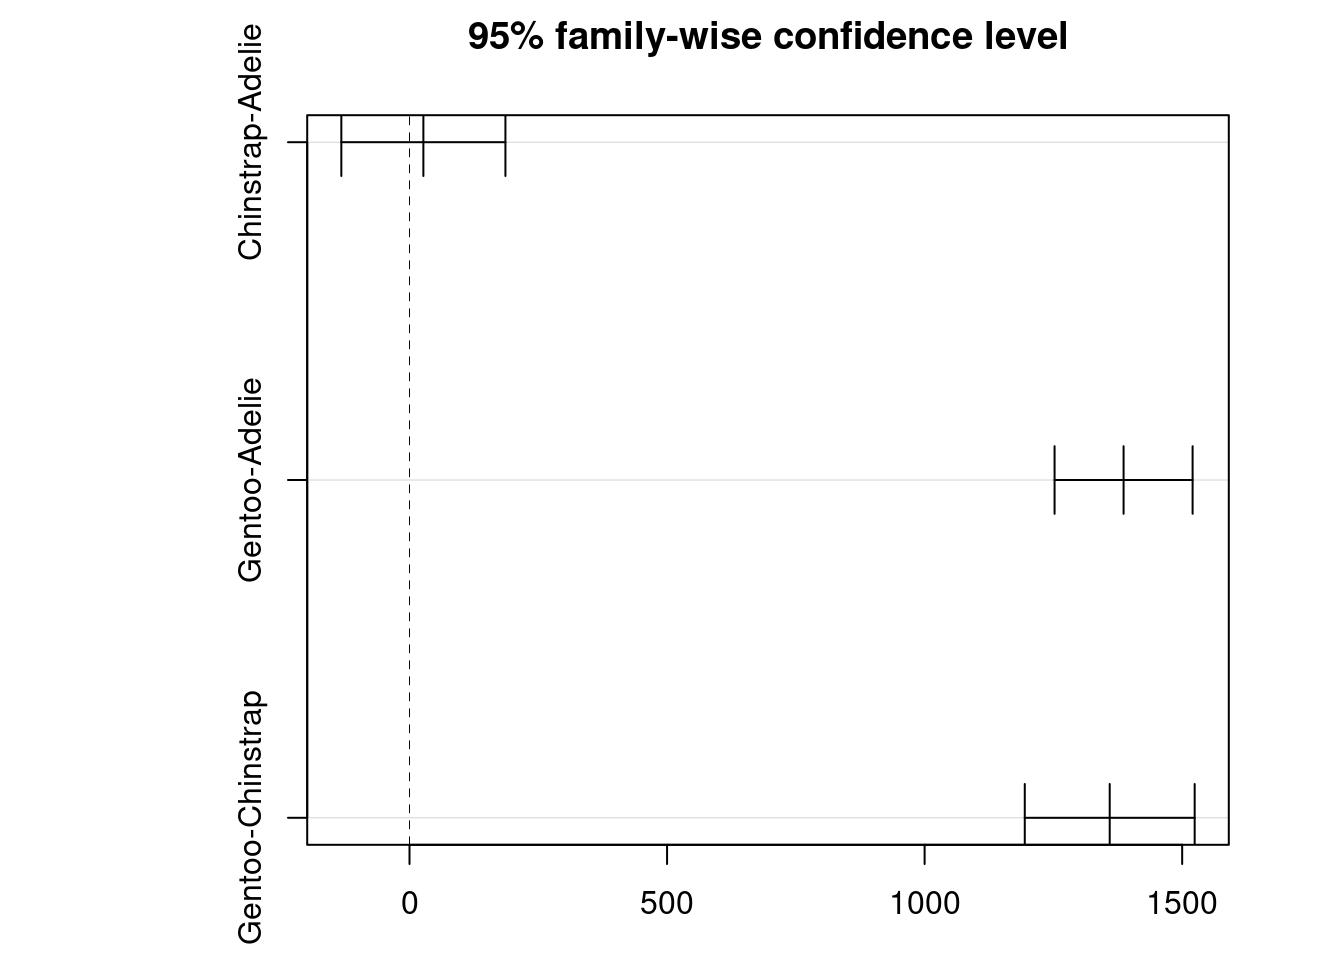 95% family-wise confidence level
Chinstrap-Adelie
Gentoo-Adelie
Gentoo-Chinstrap
0 500 1000 1500